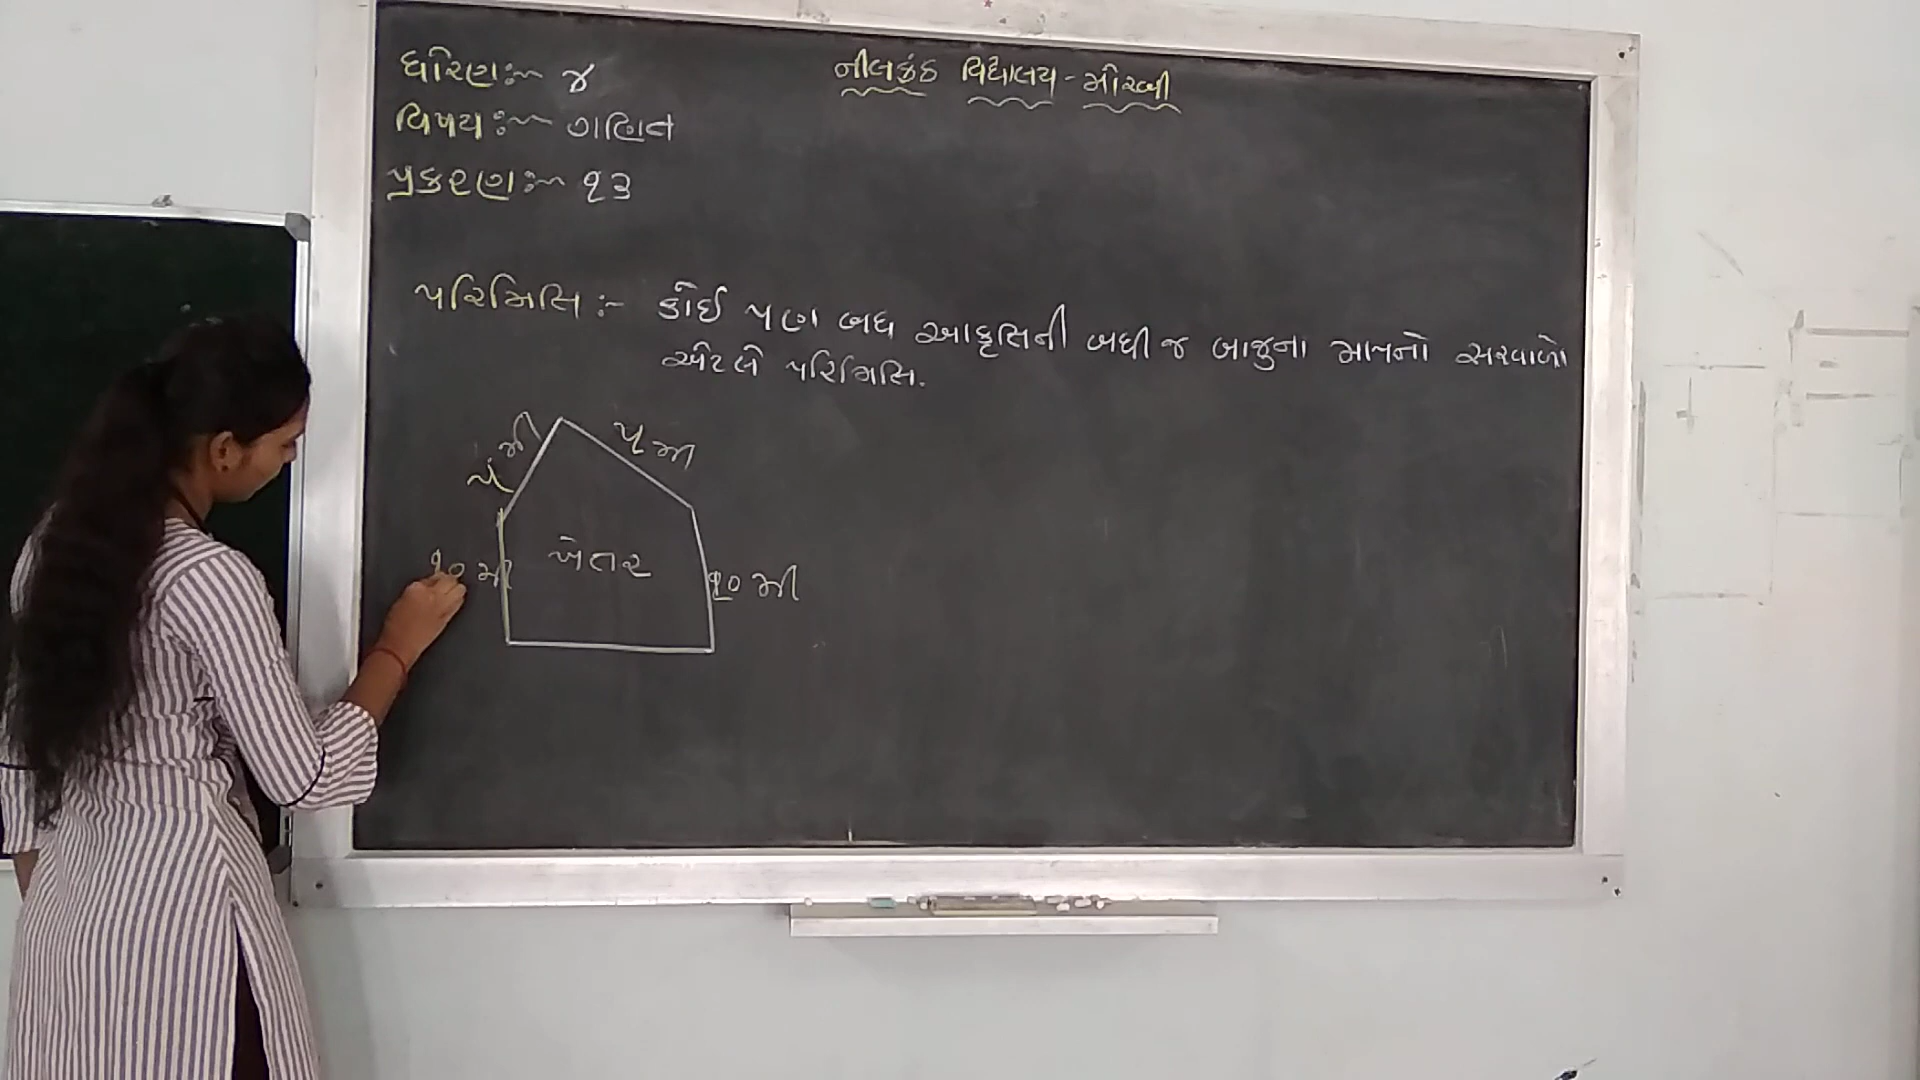 નીલકંઠ વિદ્યાલય - મોરબી
ધોરણ :- ૪
વિષય :- ગણિત
પ્રકરણ :- ૧૩
પરિમિતિ :- કોઈ પણ બંધ આકૃતિની બધી જ બાજુના માપનો સરવાળો
એટલે પરિમિતિ.
૫ મી
૫ મી
ખેતર
૧૦ મી
૧૦ મી